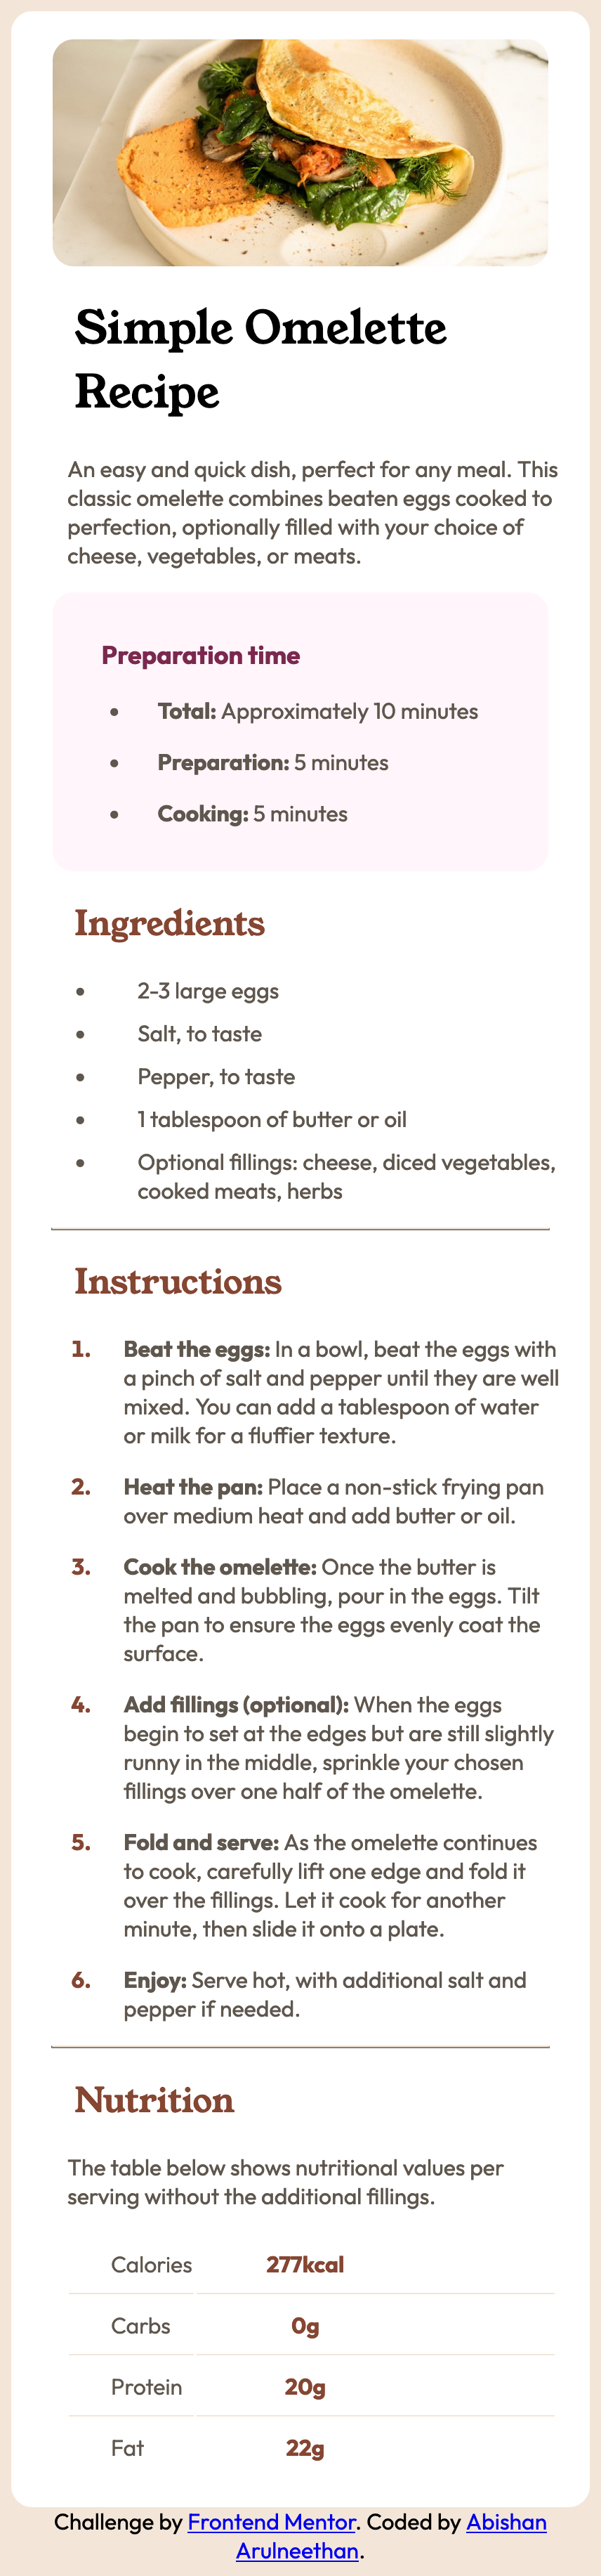 Simple Omelette
Recipe
An easy and quick dish, perfect for any meal. This
classic omelette combines beaten eggs cooked to
perfection, optionally filled with your choice of
cheese, vegetables, or meats.
Preparation time
• Total: Approximately 10 minutes
• Preparation: 5 minutes
• Cooking: 5 minutes
Ingredients
• 2-3 large eggs
• Salt, to taste
• Pepper, to taste
• 1 tablespoon of butter or oil
• Optional fillings: cheese, diced vegetables,
cooked meats, herbs
Instructions
1. Beat the eggs: In a bowl, beat the eggs with
a pinch of salt and pepper until they are well
mixed. You can add a tablespoon of water
or milk for a fluffier texture.
2. Heat the pan: Place a non-stick frying pan
over medium heat and add butter or oil.
3. Cook the omelette: Once the butter is
melted and bubbling, pour in the eggs. Tilt
the pan to ensure the eggs evenly coat the
surface.
4. Add fillings (optional): When the eggs
begin to set at the edges but are still slightly
runny in the middle, sprinkle your chosen
fillings over one half of the omelette.
5. Fold and serve: As the omelette continues
to cook, carefully lift one edge and fold it
over the fillings. Let it cook for another
minute, then slide it onto a plate.
6. Enjoy: Serve hot, with additional salt and
pepper if needed.
Nutrition
The table below shows nutritional values per
serving without the additional fillings.
Calories 277kcal
Carbs 0g
Protein 20g
Fat 22g
Challenge by Frontend Mentor. Coded by Abishan
Arulneethan.